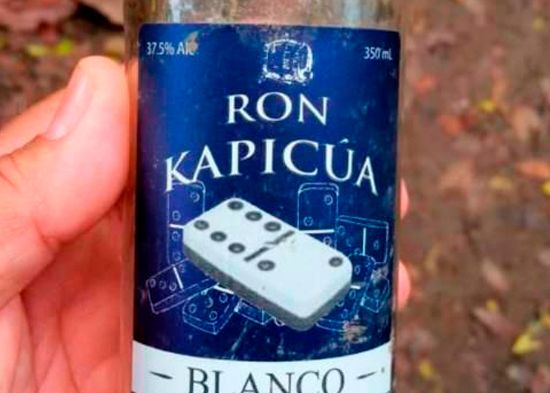 37.5% Alc
350 mL
RON
KAPICÚA
– BLANCO –